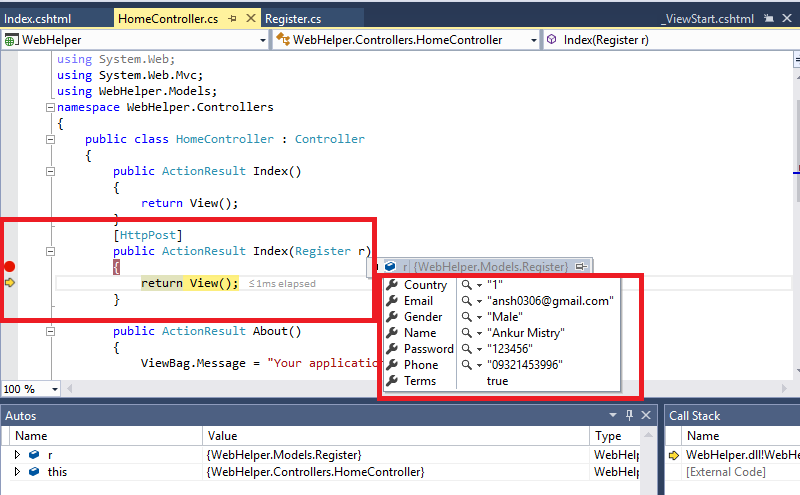 Index.cshtml HomeController.cs Register.cs _ViewStart.cshtml
WebHelper WebHelper.Controllers.HomeController Index(Register r)
using System.Web;
using System.Web.Mvc;
using WebHelper.Models;
namespace WebHelper.Controllers
{
public class HomeController : Controller
{
public ActionResult Index()
{
return View();
}
[HttpPost]
public ActionResult Index(Register r)
{
r {WebHelper.Models.Register}
return View(); ≤1ms elapsed
}
Country "1"
Email "ansh0306@gmail.com"
Gender "Male"
Name "Ankur Mistry"
Password "123456"
Phone "09321453996"
Terms true
public ActionResult About()
{
ViewBag.Message = "Your application
100 %
Autos
Name Value Type
r {WebHelper.Models.Register} WebHelp
this {WebHelper.Controllers.HomeController} WebHelp
Call Stack
Name
WebHelper.dll!WebH
[External Code]